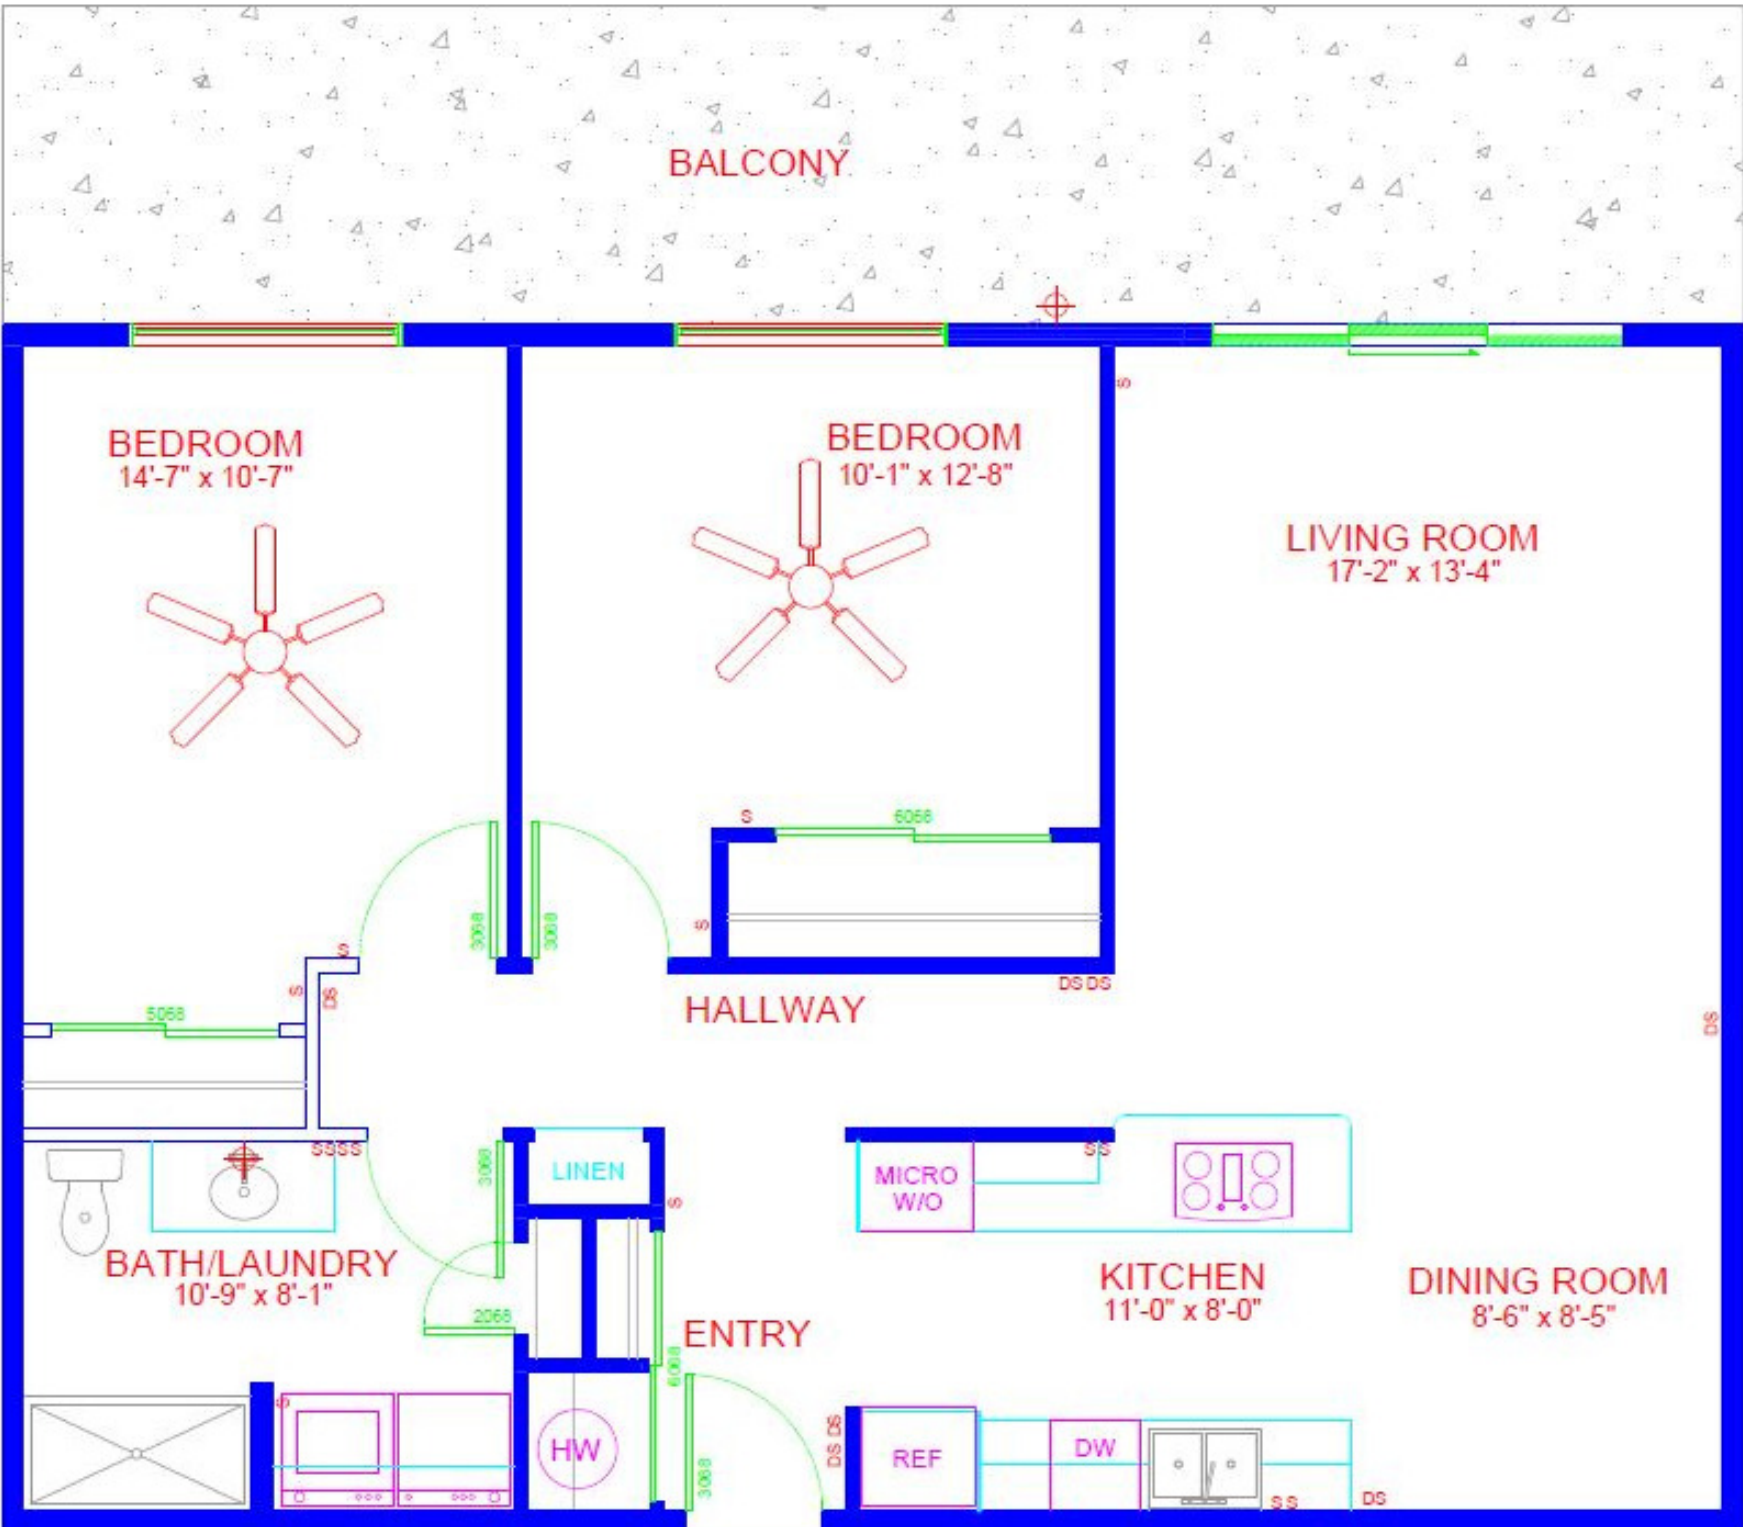 BALCONY
BEDROOM
14'-7" x 10'-7"
BEDROOM
10'-1" x 12'-8"
S
LIVING ROOM
17'-2" x 13'-4"
S
6068
3068
3068
S
S
S
DS
5068
HALLWAY
DS DS
DS
SSSS
3068
LINEN
S
MICRO
W/O
S S
BATH/LAUNDRY
10'-9" x 8'-1"
2068
ENTRY
6068
KITCHEN
11'-0" x 8'-0"
DINING ROOM
8'-6" x 8'-5"
S
HW
3068
DS DS
REF
DW
S S
DS